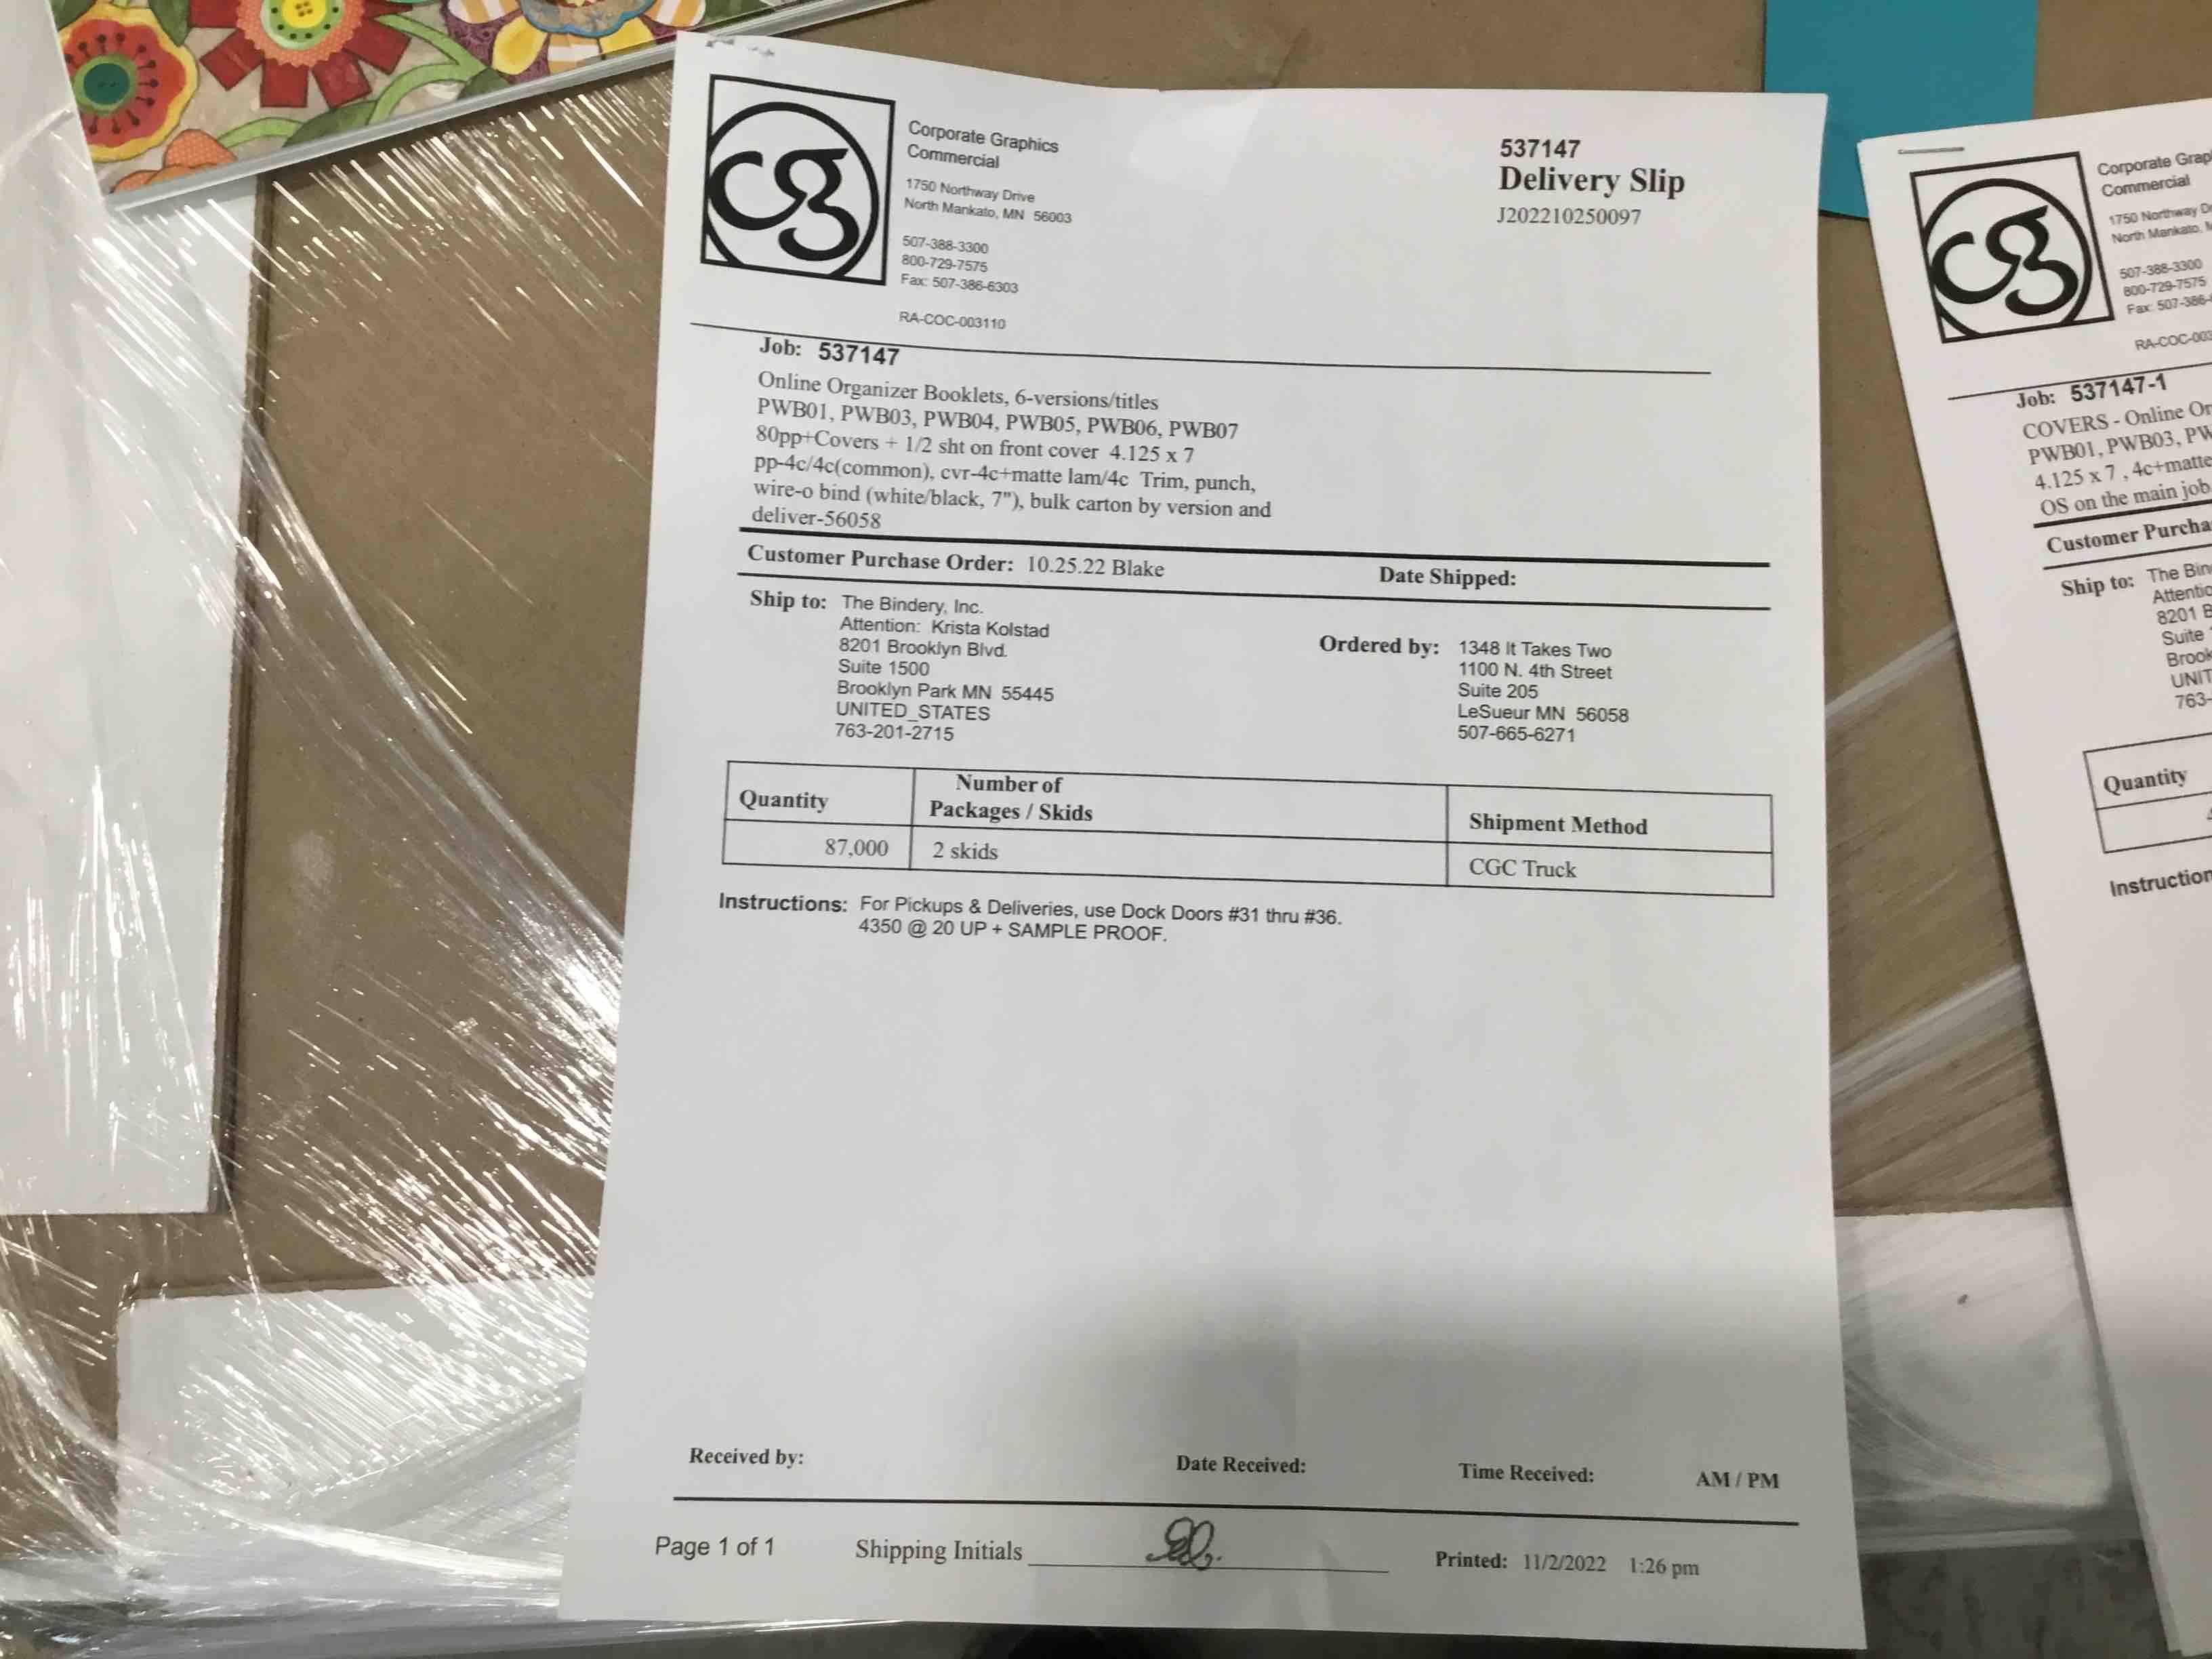 cg
Corporate Graphics
Commercial
1750 Northway Drive
North Mankato, MN 56003
507-388-3300
800-729-7575
Fax: 507-386-6303
RA-COC-003110
537147
Delivery Slip
J202210250097
Job: 537147
Online Organizer Booklets, 6-versions/titles
PWB01, PWB03, PWB04, PWB05, PWB06, PWB07
80pp+Covers + 1/2 sht on front cover 4.125 x 7
pp-4c/4c(common), cvr-4c+matte lam/4c Trim, punch,
wire-o bind (white/black, 7"), bulk carton by version and
deliver-56058
Customer Purchase Order: 10.25.22 Blake Date Shipped:
Ship to: The Bindery, Inc.
Attention: Krista Kolstad
8201 Brooklyn Blvd.
Suite 1500
Brooklyn Park MN 55445
UNITED_STATES
763-201-2715
Ordered by: 1348 It Takes Two
1100 N. 4th Street
Suite 205
LeSueur MN 56058
507-665-6271
Quantity Number of Packages / Skids Shipment Method
87,000 2 skids CGC Truck
Instructions: For Pickups & Deliveries, use Dock Doors #31 thru #36.
4350 @ 20 UP + SAMPLE PROOF.
Received by: Date Received: Time Received: AM / PM
Page 1 of 1 Shipping Initials Printed: 11/2/2022 1:26 pm
cg
Corporate
Commercial
1750 Northway
North Mankato,
507-388-3300
800-729-7575
Fax: 507-386-
Job: 537147-1
COVERS - Online
PWB01, PWB03,
4.125 x 7 , 4c+matte
OS on the main job
Customer
Ship to: The
8201
Suite
763-
Quantity